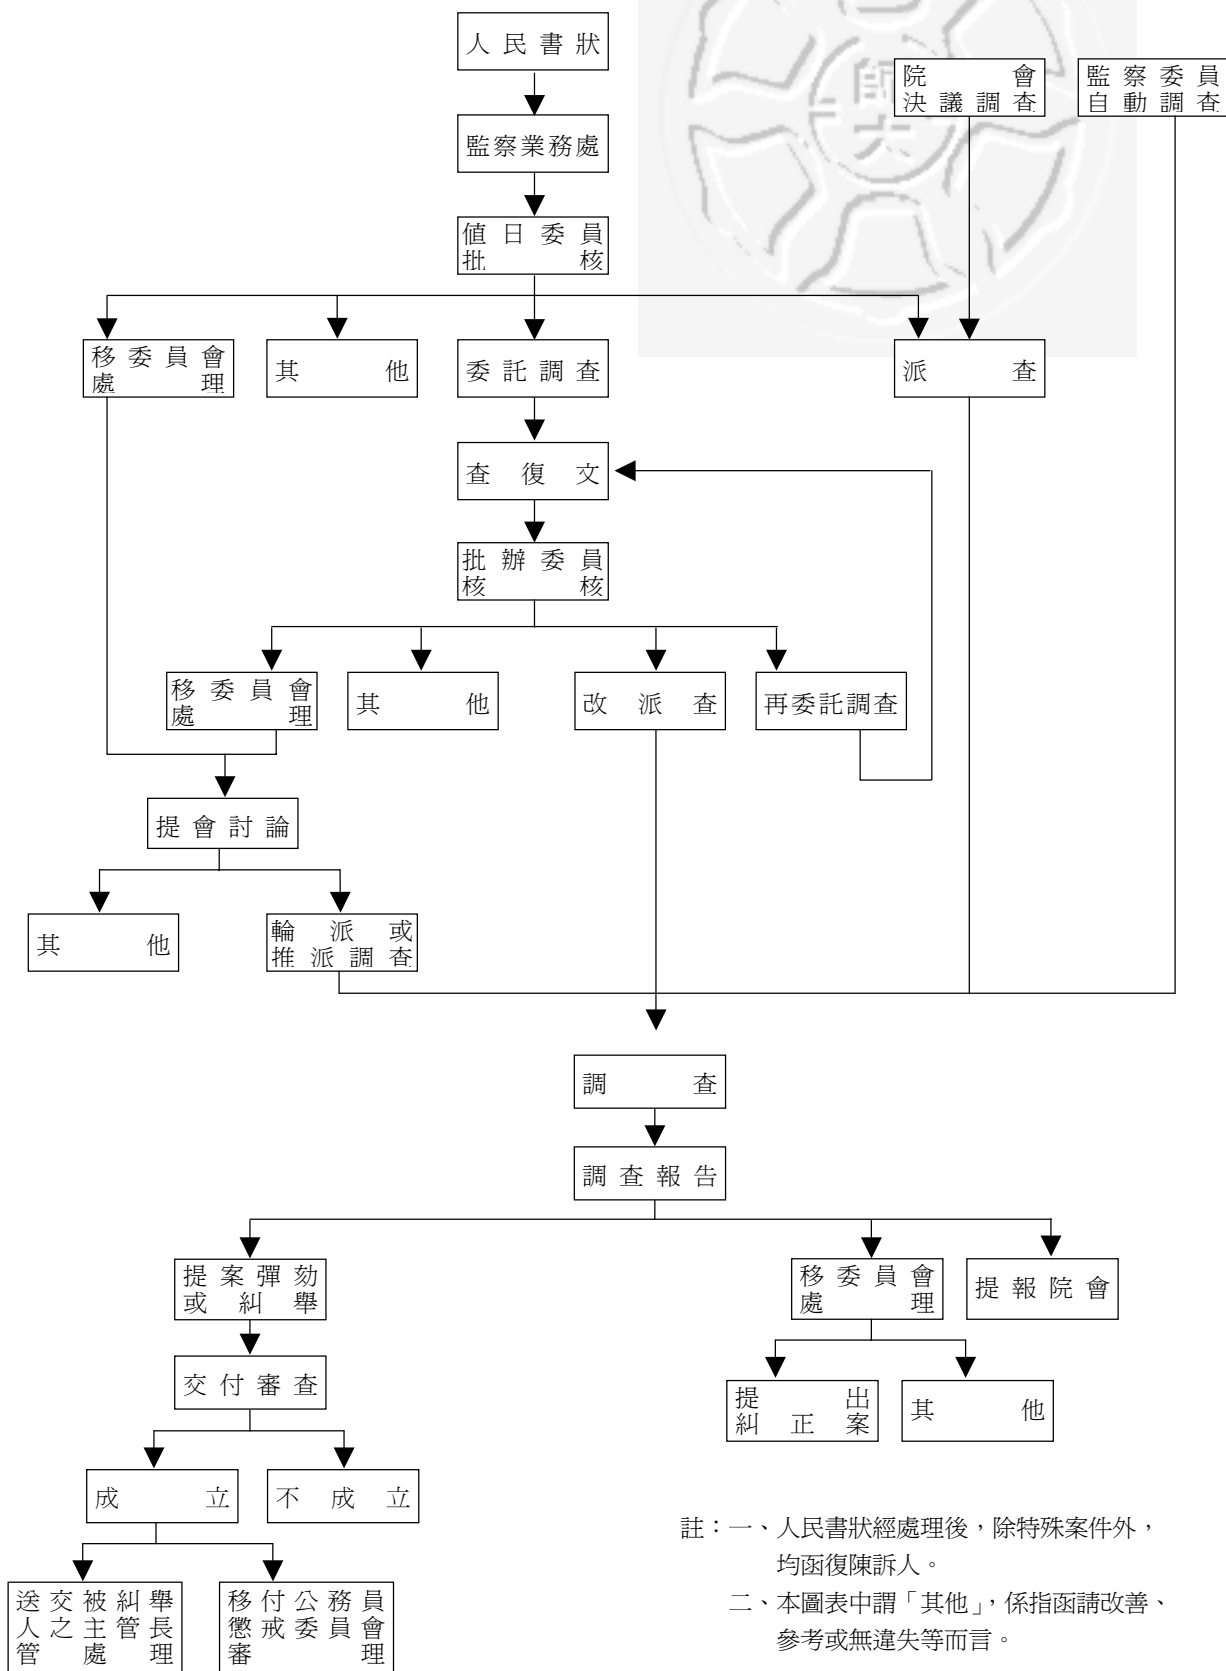 人民書狀
院會
決議調查
監察委員
自動調查
監察業務處
值日委員
批核
移委員會
處理
其他
委託調查
派查
查復文
批辦委員
核核
移委員會
處理
其他
改派查
再委託調查
提會討論
其他
輪派或
推派調查
調查
調查報告
提案彈劾
或糾舉
移委員會
處理
提報院會
交付審查
提出
糾正案
其他
成立
不成立
送交被糾舉
人之主管長
管處理
移付公務員
懲戒委員會
審理
註：一、人民書狀經處理後，除特殊案件外，
均函復陳訴人。
二、本圖表中謂「其他」，係指函請改善、
參考或無違失等而言。
師大